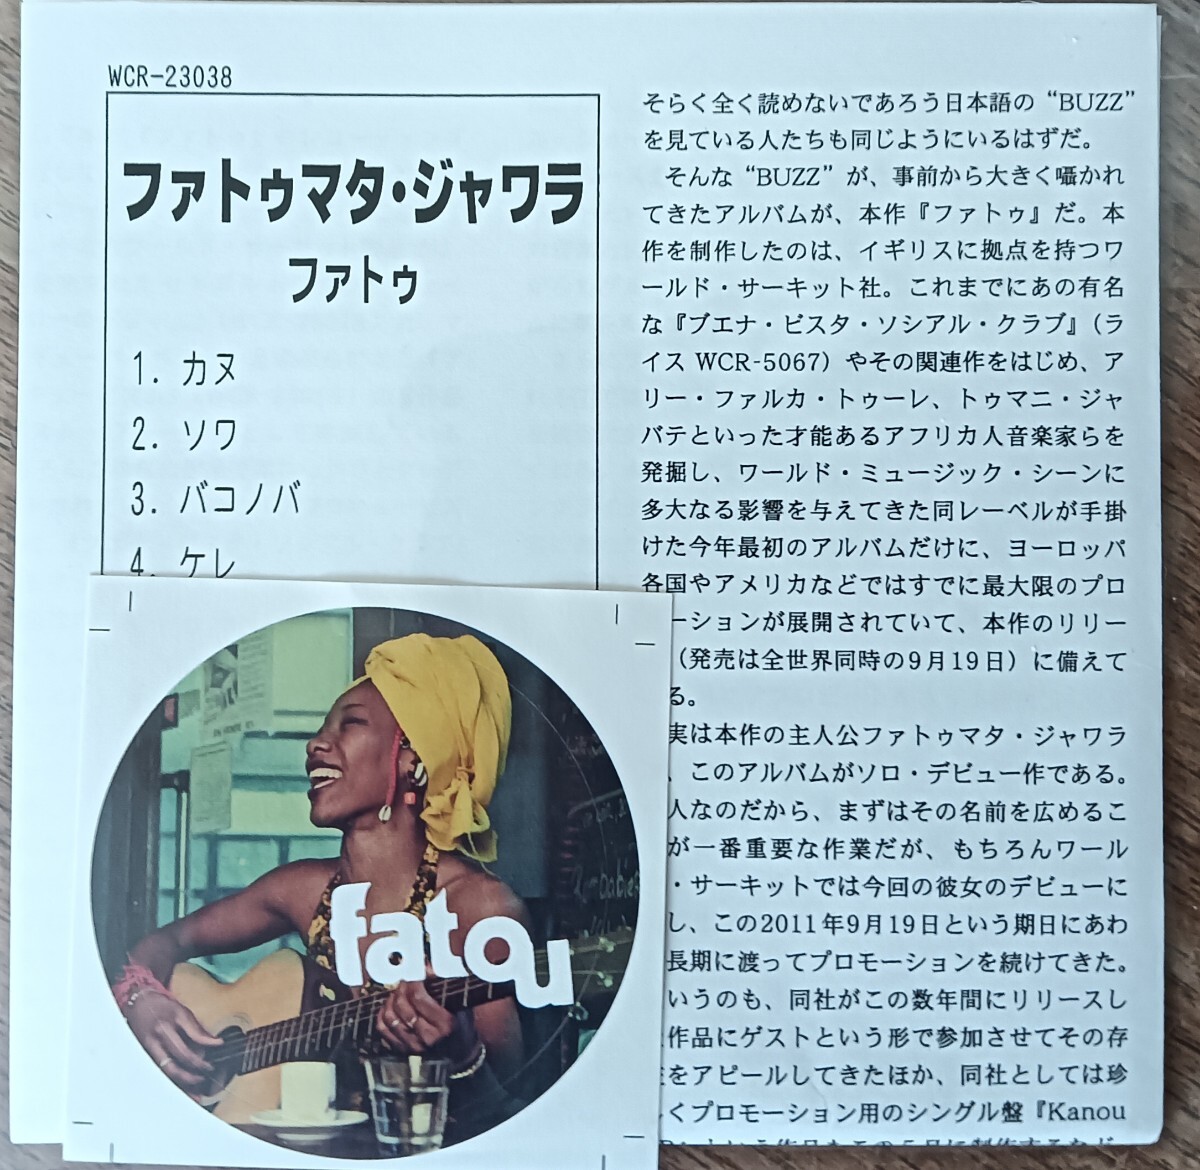 WCR-23038
ファトゥマタ・ジャワラ
ファトゥ
1. カヌ
2. ソワ
3. バコノバ
4. ケレ
fatou
そらく全く読めないであろう日本語の“BUZZ”
を見ている人たちも同じようにいるはずだ。
そんな“BUZZ”が、事前から大きく囁かれ
てきたアルバムが、本作『ファトゥ』だ。本
作を制作したのは、イギリスに拠点を持つワ
ールド・サーキット社。これまでにあの有名
な『ブエナ・ビスタ・ソシアル・クラブ』（ラ
イス WCR-5067）やその関連作をはじめ、ア
リー・ファルカ・トゥーレ、トゥマニ・ジャ
バテといった才能あるアフリカ人音楽家らを
発掘し、ワールド・ミュージック・シーンに
多大なる影響を与えてきた同レーベルが手掛
けた今年最初のアルバムだけに、ヨーロッパ
各国やアメリカなどではすでに最大限のプロ
ーションが展開されていて、本作のリリー
（発売は全世界同時の9月19日）に備えて
る。
実は本作の主人公ファトゥマタ・ジャワラ
、このアルバムがソロ・デビュー作である。
人なのだから、まずはその名前を広めるこ
が一番重要な作業だが、もちろんワール
・サーキットでは今回の彼女のデビューに
し、この2011年9月19日という期日にあわ
長期に渡ってプロモーションを続けてきた。
いうのも、同社がこの数年間にリリースし
作品にゲストという形で参加させてその存
をアピールしてきたほか、同社としては珍
くプロモーション用のシングル盤『Kanou